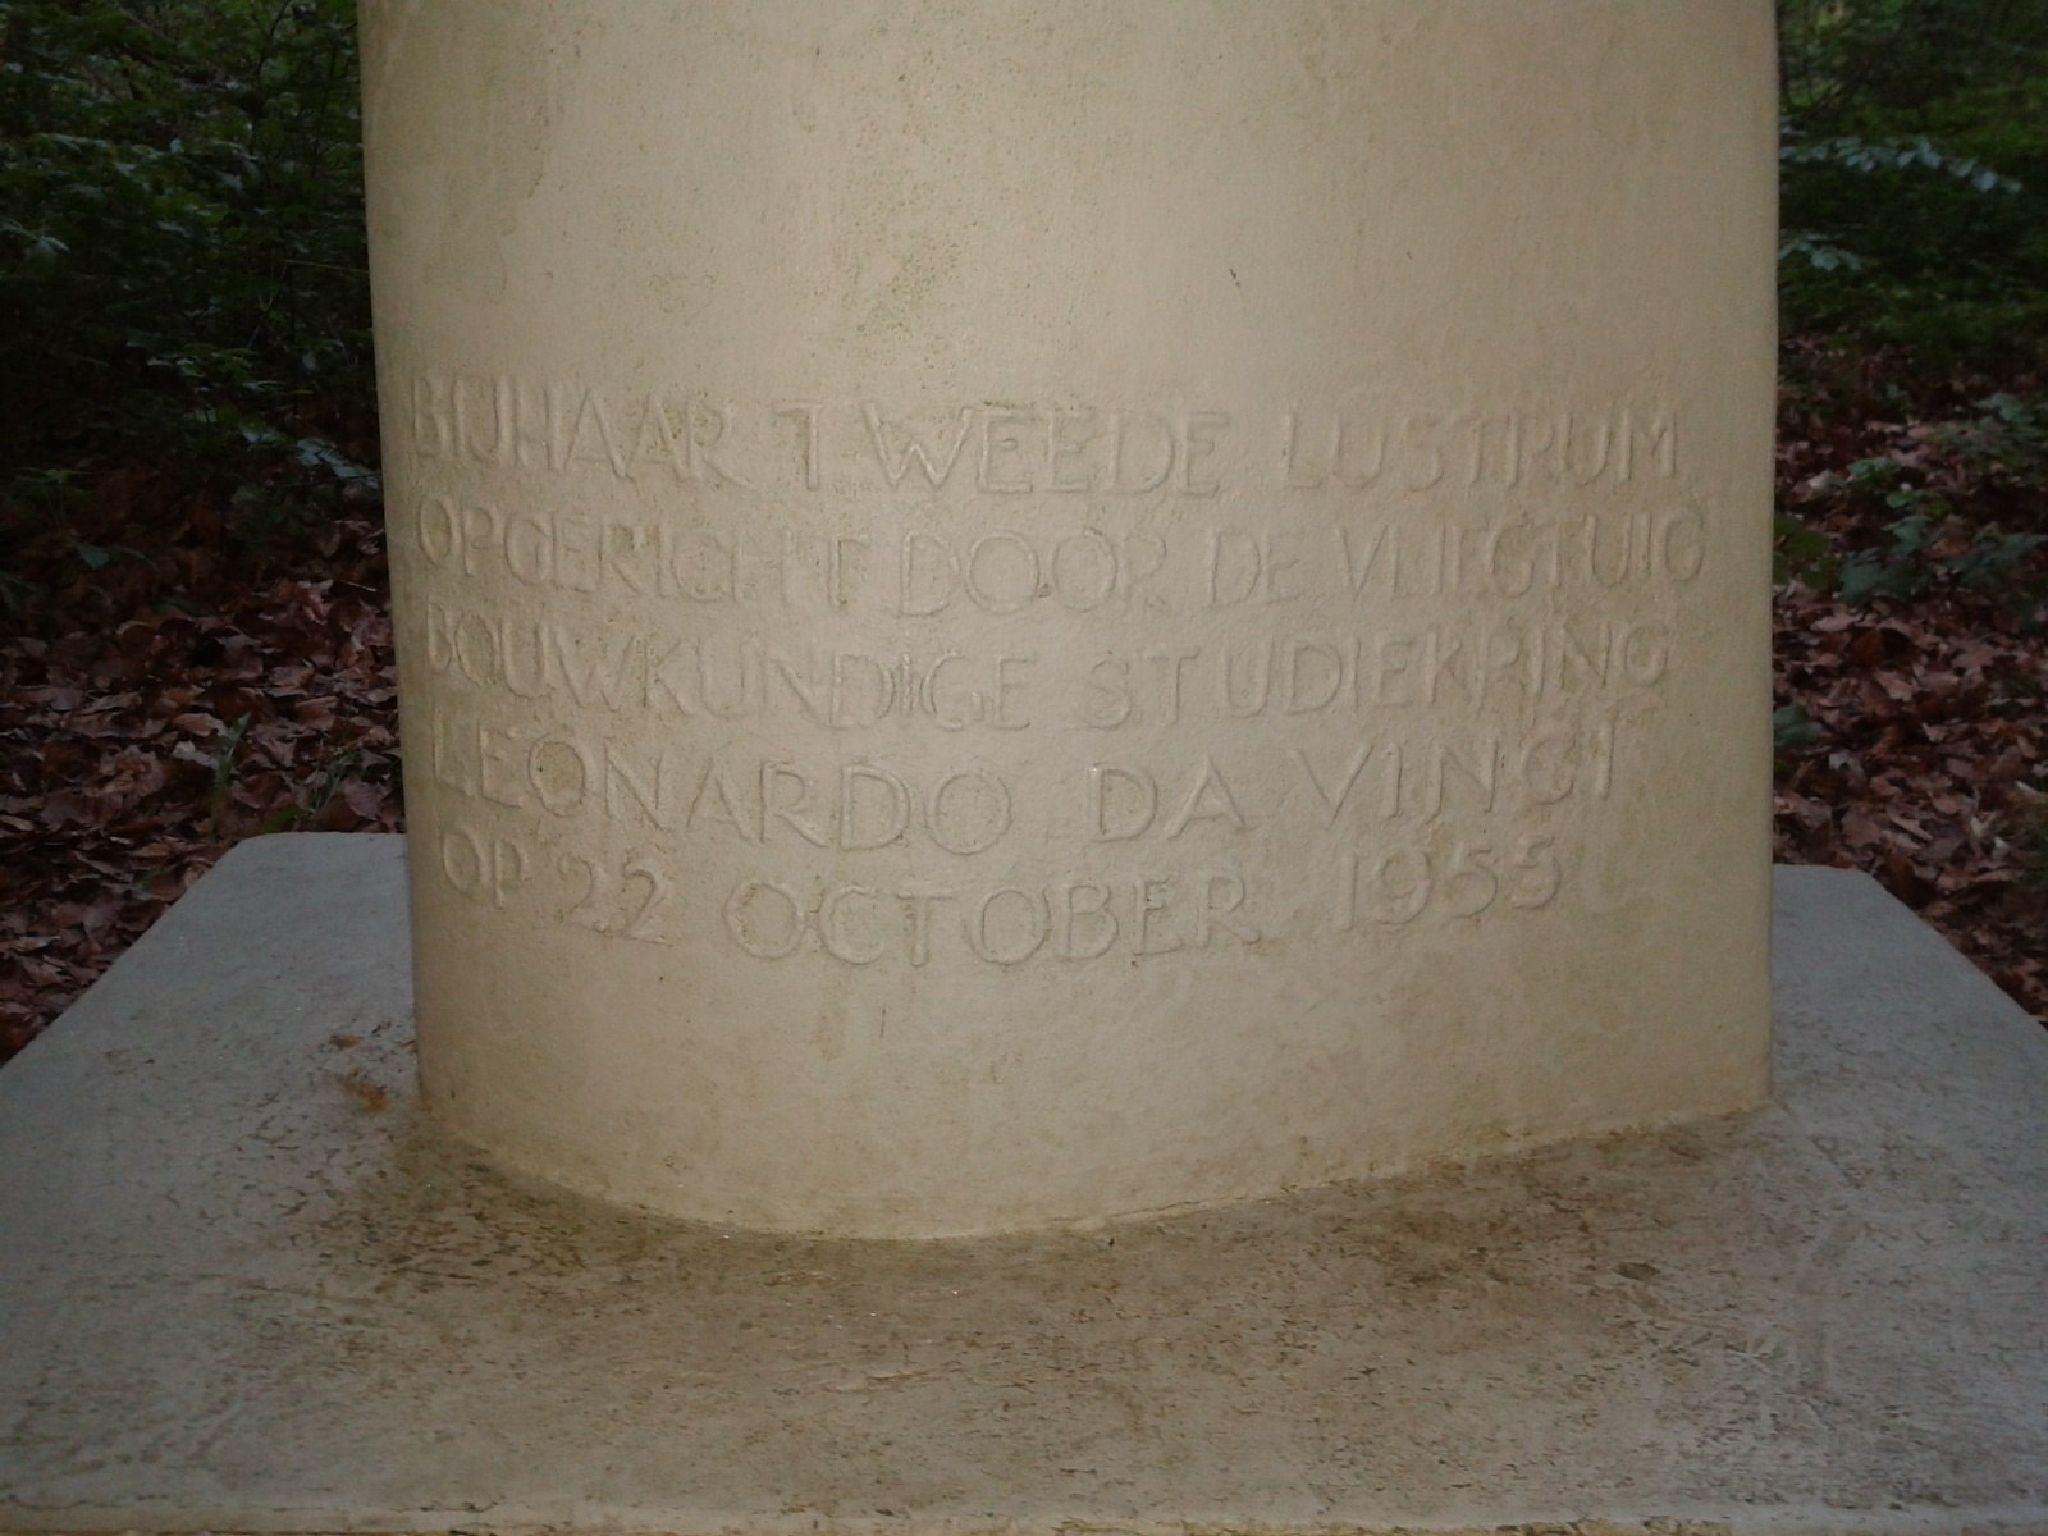 BIJ HAAR TWEEDE LUSTRUM
OPGERICHT DOOR DE VLIEGTUIG
BOUWKUNDIGE STUDIEKRING
LEONARDO DA VINCI
OP 22 OCTOBER 1955